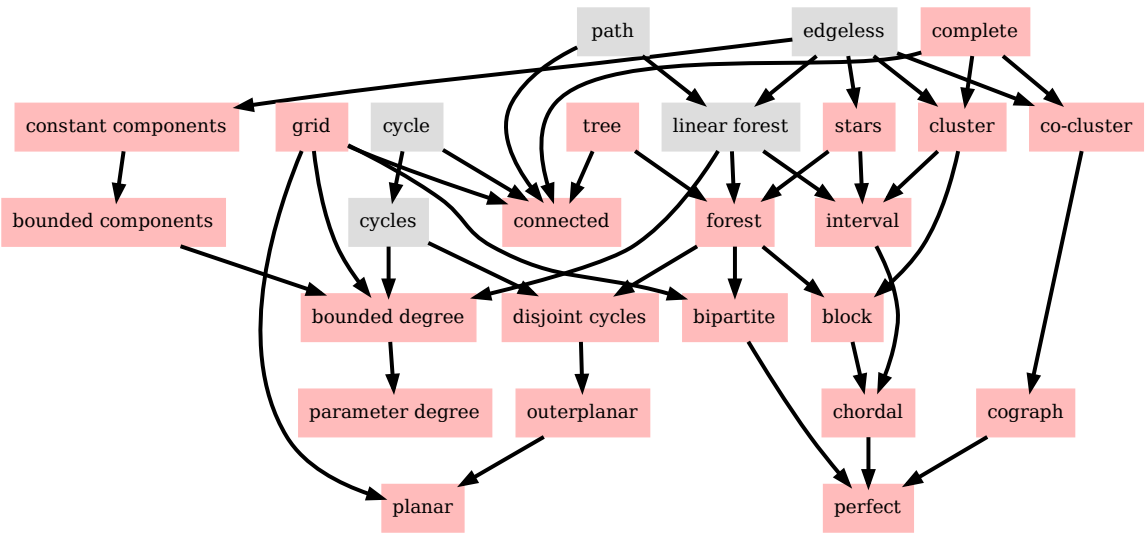 path
edgeless
complete
constant components
grid
cycle
tree
linear forest
stars
cluster
co-cluster
bounded components
cycles
connected
forest
interval
bounded degree
disjoint cycles
bipartite
block
parameter degree
outerplanar
chordal
cograph
planar
perfect